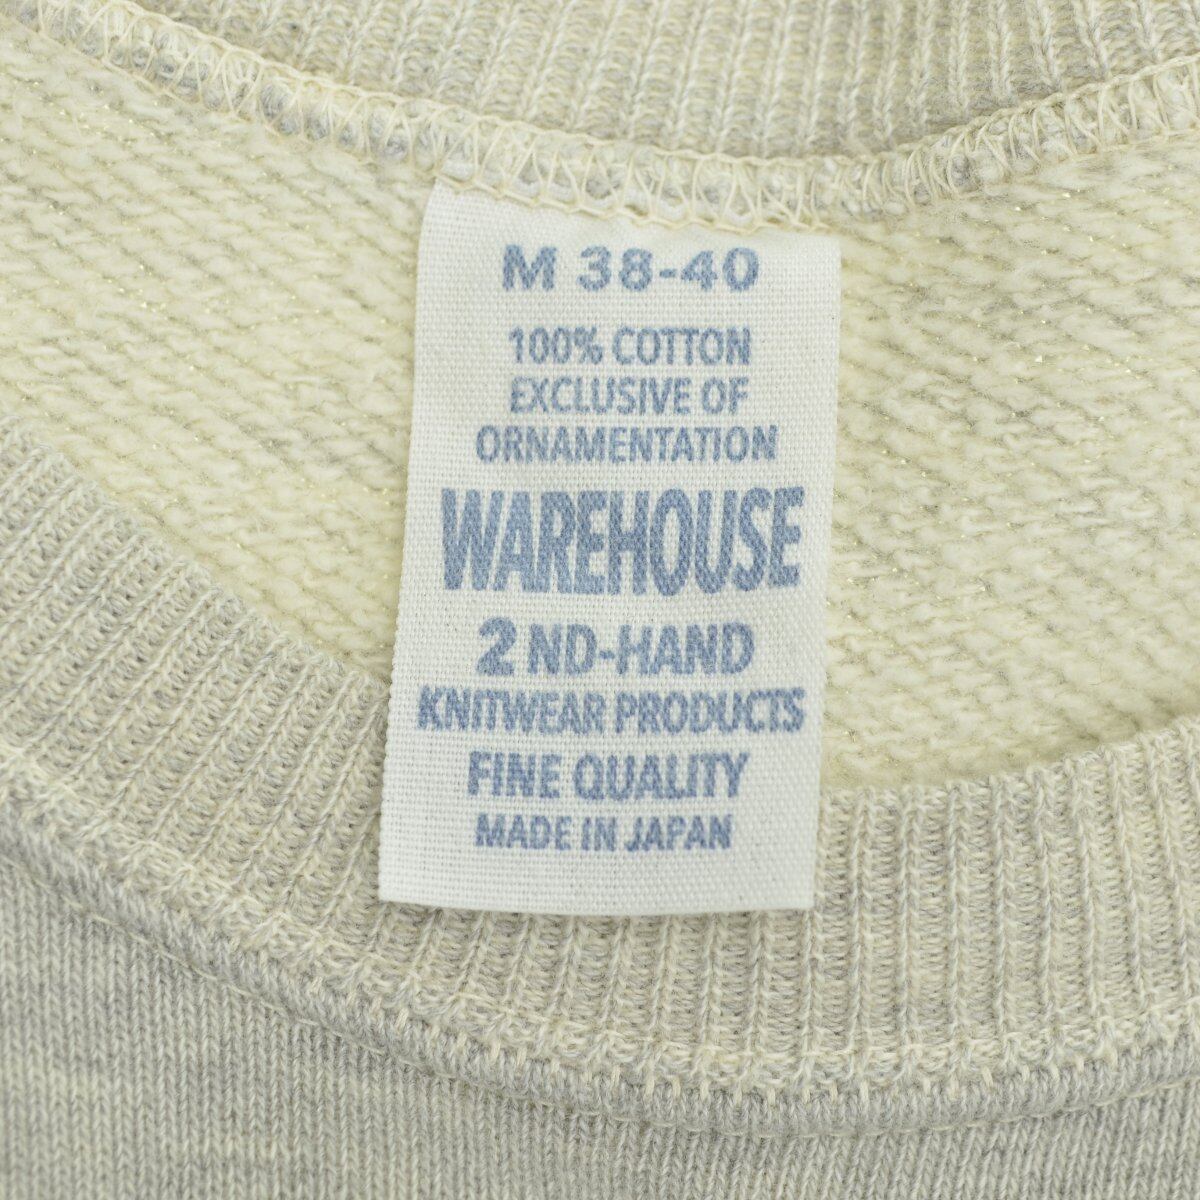 M 38-40
100% COTTON
EXCLUSIVE OF
ORNAMENTATION
WAREHOUSE
2 ND-HAND
KNITWEAR PRODUCTS
FINE QUALITY
MADE IN JAPAN